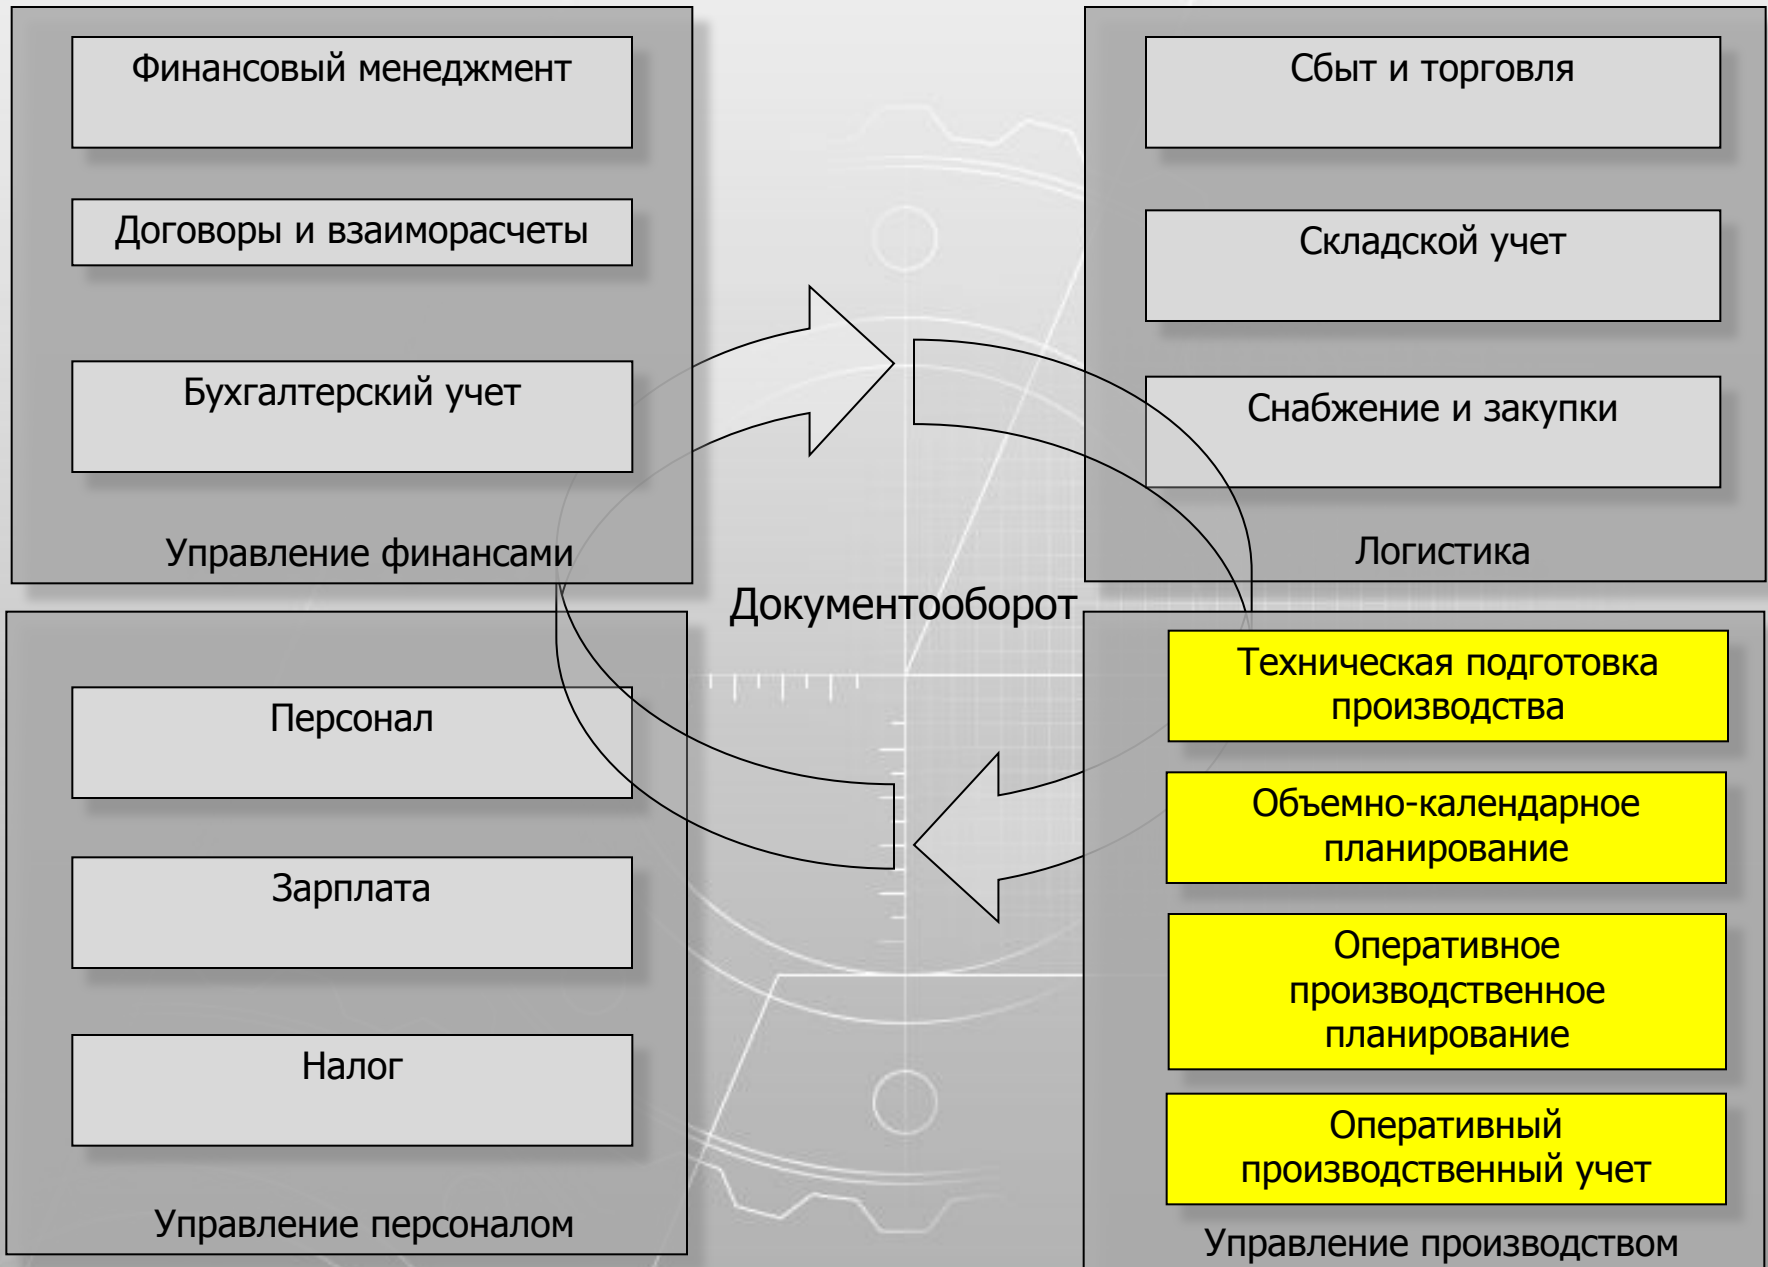 Финансовый менеджмент
Договоры и взаиморасчеты
Бухгалтерский учет
Управление финансами
Сбыт и торговля
Складской учет
Снабжение и закупки
Логистика
Документооборот
Персонал
Зарплата
Налог
Управление персоналом
Техническая подготовка
производства
Объемно-календарное
планирование
Оперативное
производственное
планирование
Оперативный
производственный учет
Управление производством